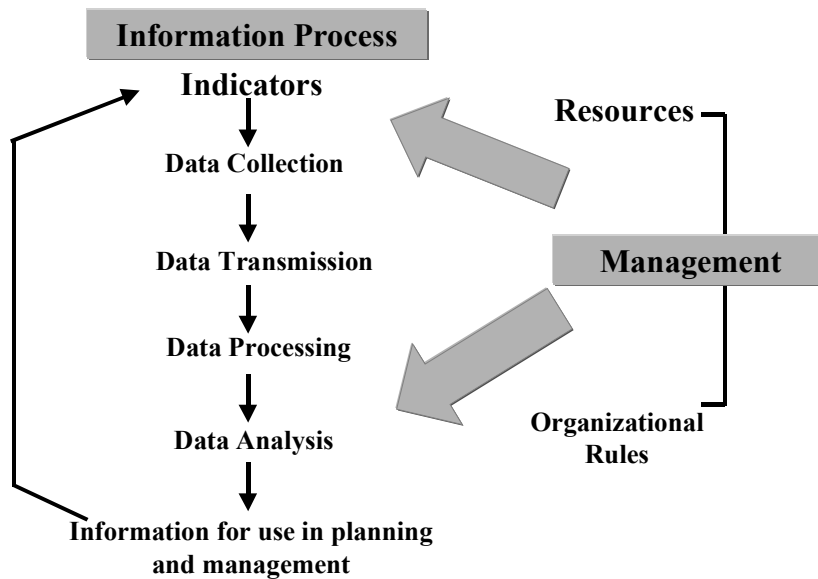 Information Process
Indicators
Data Collection
Data Transmission
Data Processing
Data Analysis
Information for use in planning
and management
Resources
Management
Organizational
Rules